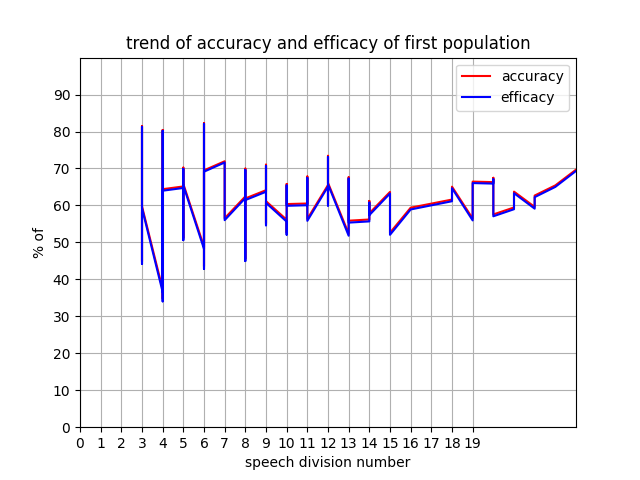 trend of accuracy and efficacy of first population
accuracy
efficacy
90
80
70
60
50
40
30
20
10
0
% of
0 1 2 3 4 5 6 7 8 9 10 11 12 13 14 15 16 17 18 19
speech division number